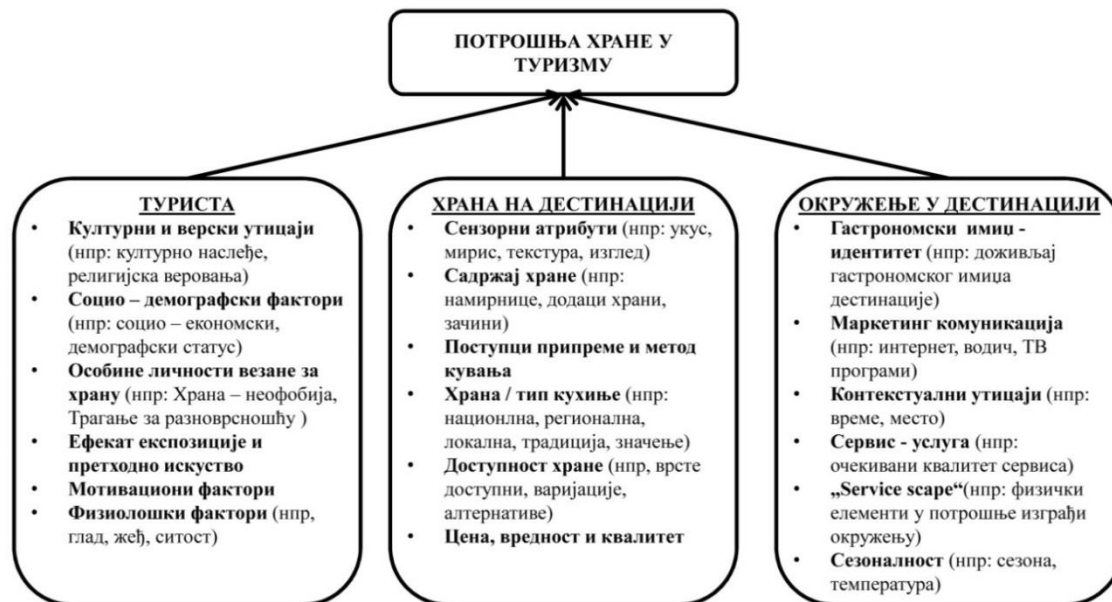 ПОТРОШЊА ХРАНЕ У
ТУРИЗМУ
ТУРИСТА
• Културни и верски утицаји
(нпр: културно наслеђе,
религијска веровања)
• Социо – демографски фактори
(нпр: социо – економски,
демографски статус)
• Особине личности везане за
храну (нпр: Храна – неофобија,
Трагање за разноврсношћу )
• Ефекат експозиције и
претходно искуство
• Мотивациони фактори
• Физиолошки фактори (нпр,
глад, жеђ, ситост)
ХРАНА НА ДЕСТИНАЦИЈИ
• Сензорни атрибути (нпр: укус,
мирис, текстура, изглед)
• Садржај хране (нпр:
намирнице, додаци храни,
зачини)
• Поступци припреме и метод
кувања
• Храна / тип кухиње (нпр:
национлна, регионална,
локална, традиција, значење)
• Доступност хране (нпр, врсте
доступни, варијације,
алтернативе)
• Цена, вредност и квалитет
ОКРУЖЕЊЕ У ДЕСТИНАЦИЈИ
• Гастрономски имиџ -
идентитет (нпр: доживљај
гастрономског имиџа
дестинације)
• Маркетинг комуникација
(нпр: интернет, водич, ТВ
програми)
• Контекстуални утицаји (нпр:
време, место)
• Сервис - услуга (нпр:
очекивани квалитет сервиса)
• „Service scape“(нпр: физички
елементи у потрошње изграђи
окружењу)
• Сезоналност (нпр: сезона,
температура)